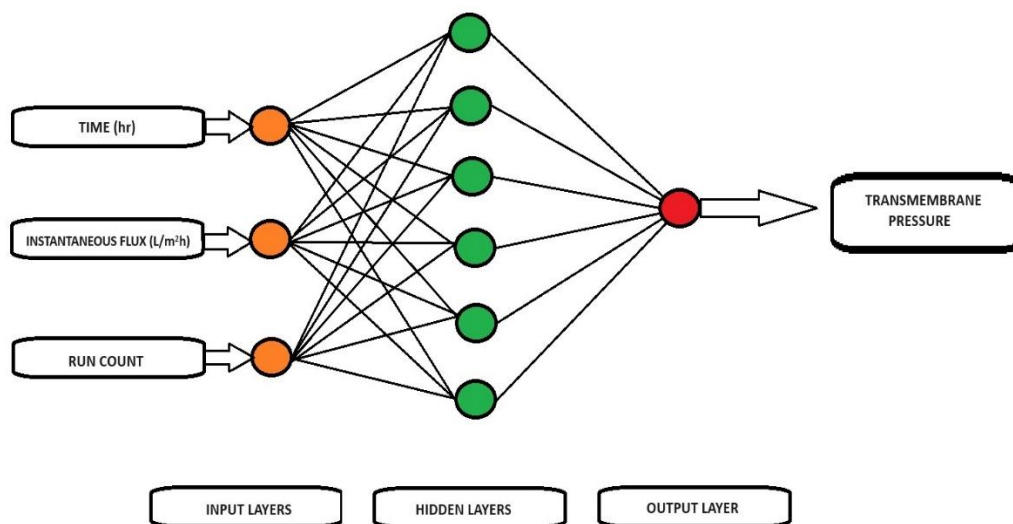 TIME (hr)
INSTANTANEOUS FLUX (L/m²h)
RUN COUNT
TRANSMEMBRANE
PRESSURE
INPUT LAYERS
HIDDEN LAYERS
OUTPUT LAYER